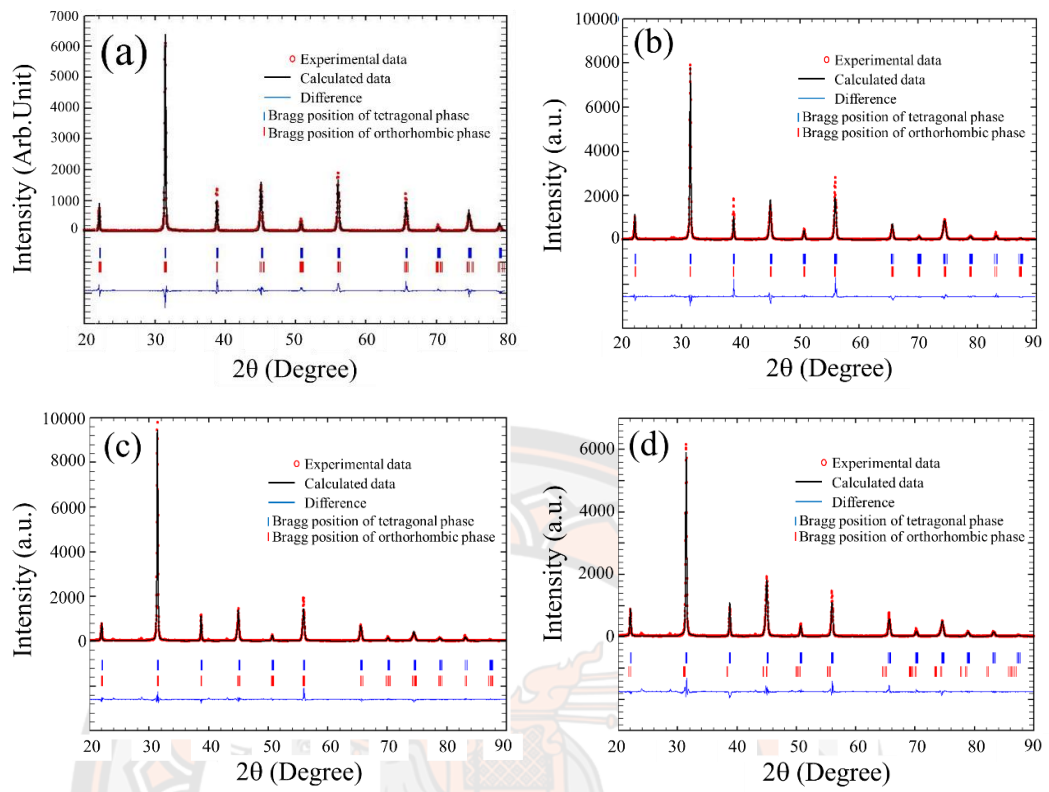 (a)
7000
6000
5000
4000
3000
2000
1000
0
Intensity (Arb.Unit)
Experimental data
Calculated data
Difference
Bragg position of tetragonal phase
Bragg position of orthorhombic phase
20 30 40 50 60 70 80
2θ (Degree)
(b)
10000
8000
6000
4000
2000
0
Intensity (a.u.)
Experimental data
Calculated data
Difference
Bragg position of tetragonal phase
Bragg position of orthorhombic phase
20 30 40 50 60 70 80 90
2θ (Degree)
(c)
10000
8000
6000
4000
2000
0
Intensity (a.u.)
Experimental data
Calculated data
Difference
Bragg position of tetragonal phase
Bragg position of orthorhombic phase
20 30 40 50 60 70 80 90
2θ (Degree)
(d)
6000
4000
2000
0
Intensity (a.u.)
Experimental data
Calculated data
Difference
Bragg position of tetragonal phase
Bragg position of orthorhombic phase
20 30 40 50 60 70 80 90
2θ (Degree)